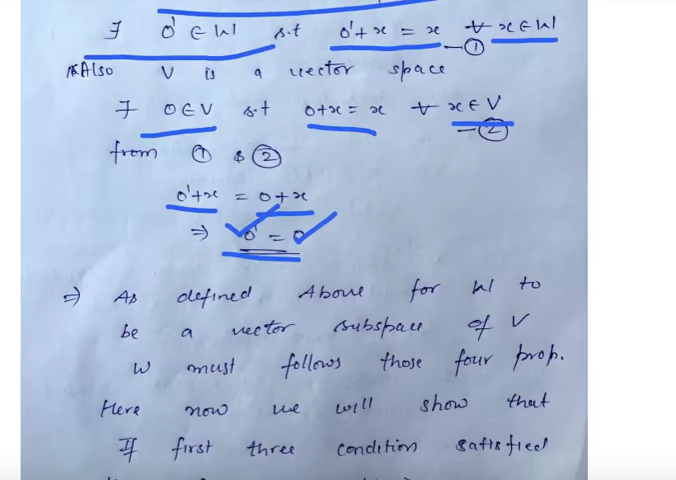 ∃ 0' ∈ W s.t 0'+x = x ∀ x ∈ W
—①
*Also V is a vector space
∃ 0 ∈ V s.t 0+x = x ∀ x ∈ V
—②
from ① & ②
0'+x = 0+x
⇒ 0' = 0
⇒ As defined Above for W to
be a vector subspace of V
W must follows those four prop.
Here now we will show that
If first three condition satisfied